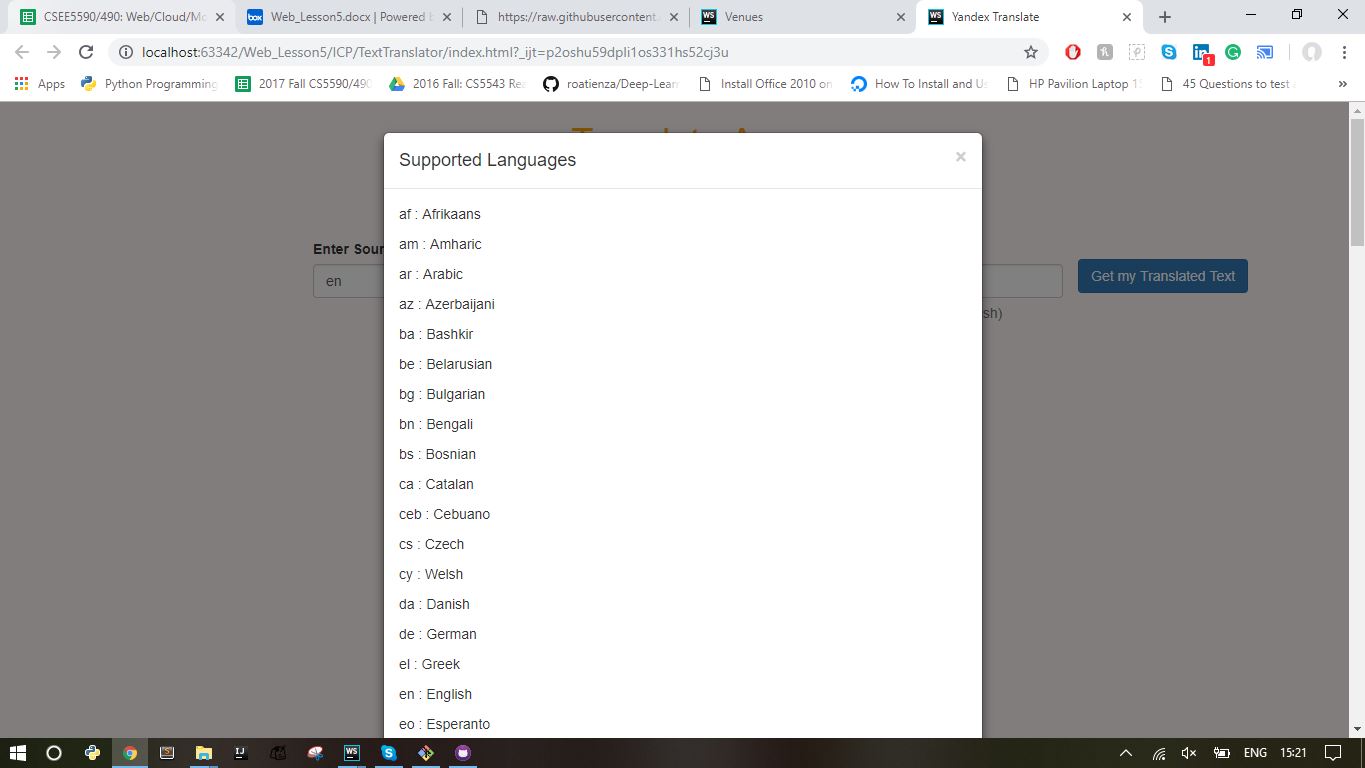 CSEE5590/490: Web/Cloud/Mo
Web_Lesson5.docx | Powered b
https://raw.githubusercontent.
Venues
Yandex Translate
localhost:63342/Web_Lesson5/ICP/TextTranslator/index.html?_ijt=p2oshu59dpli1os331hs52cj3u
1
Apps
Python Programming
2017 Fall CS5590/490
2016 Fall: CS5543 Rea
roatienza/Deep-Learn
Install Office 2010 on
How To Install and Us
HP Pavilion Laptop 15
45 Questions to test a
Supported Languages
×
af : Afrikaans
am : Amharic
Enter Sour
ar : Arabic
en
Get my Translated Text
az : Azerbaijani
sh)
ba : Bashkir
be : Belarusian
bg : Bulgarian
bn : Bengali
bs : Bosnian
ca : Catalan
ceb : Cebuano
cs : Czech
cy : Welsh
da : Danish
de : German
el : Greek
en : English
eo : Esperanto
ENG
15:21